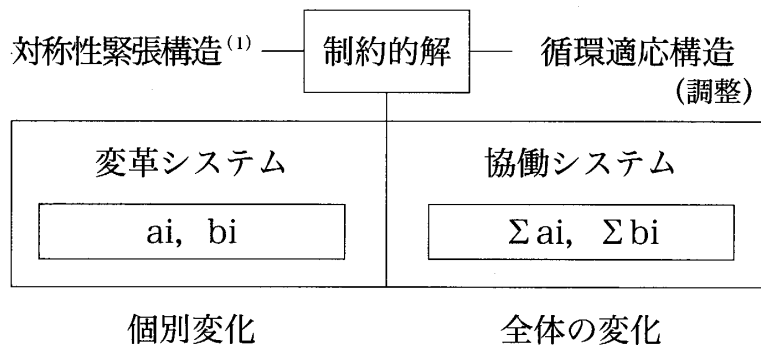 対称性緊張構造⁽¹⁾ 制約的解 循環適応構造
(調整)
変革システム 協働システム
ai, bi Σai, Σbi
個別変化 全体の変化